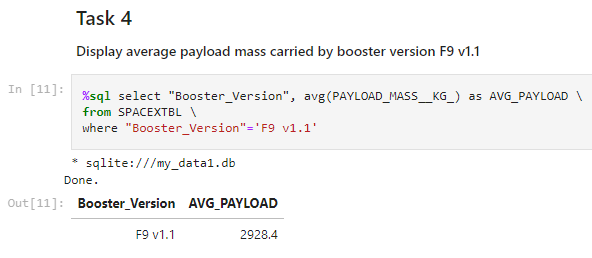 Task 4
Display average payload mass carried by booster version F9 v1.1
In [11]:
%sql select "Booster_Version", avg(PAYLOAD_MASS__KG_) as AVG_PAYLOAD \
from SPACEXTBL \
where "Booster_Version"='F9 v1.1'
* sqlite:///my_data1.db
Done.
Out[11]: Booster_Version AVG_PAYLOAD
F9 v1.1 2928.4